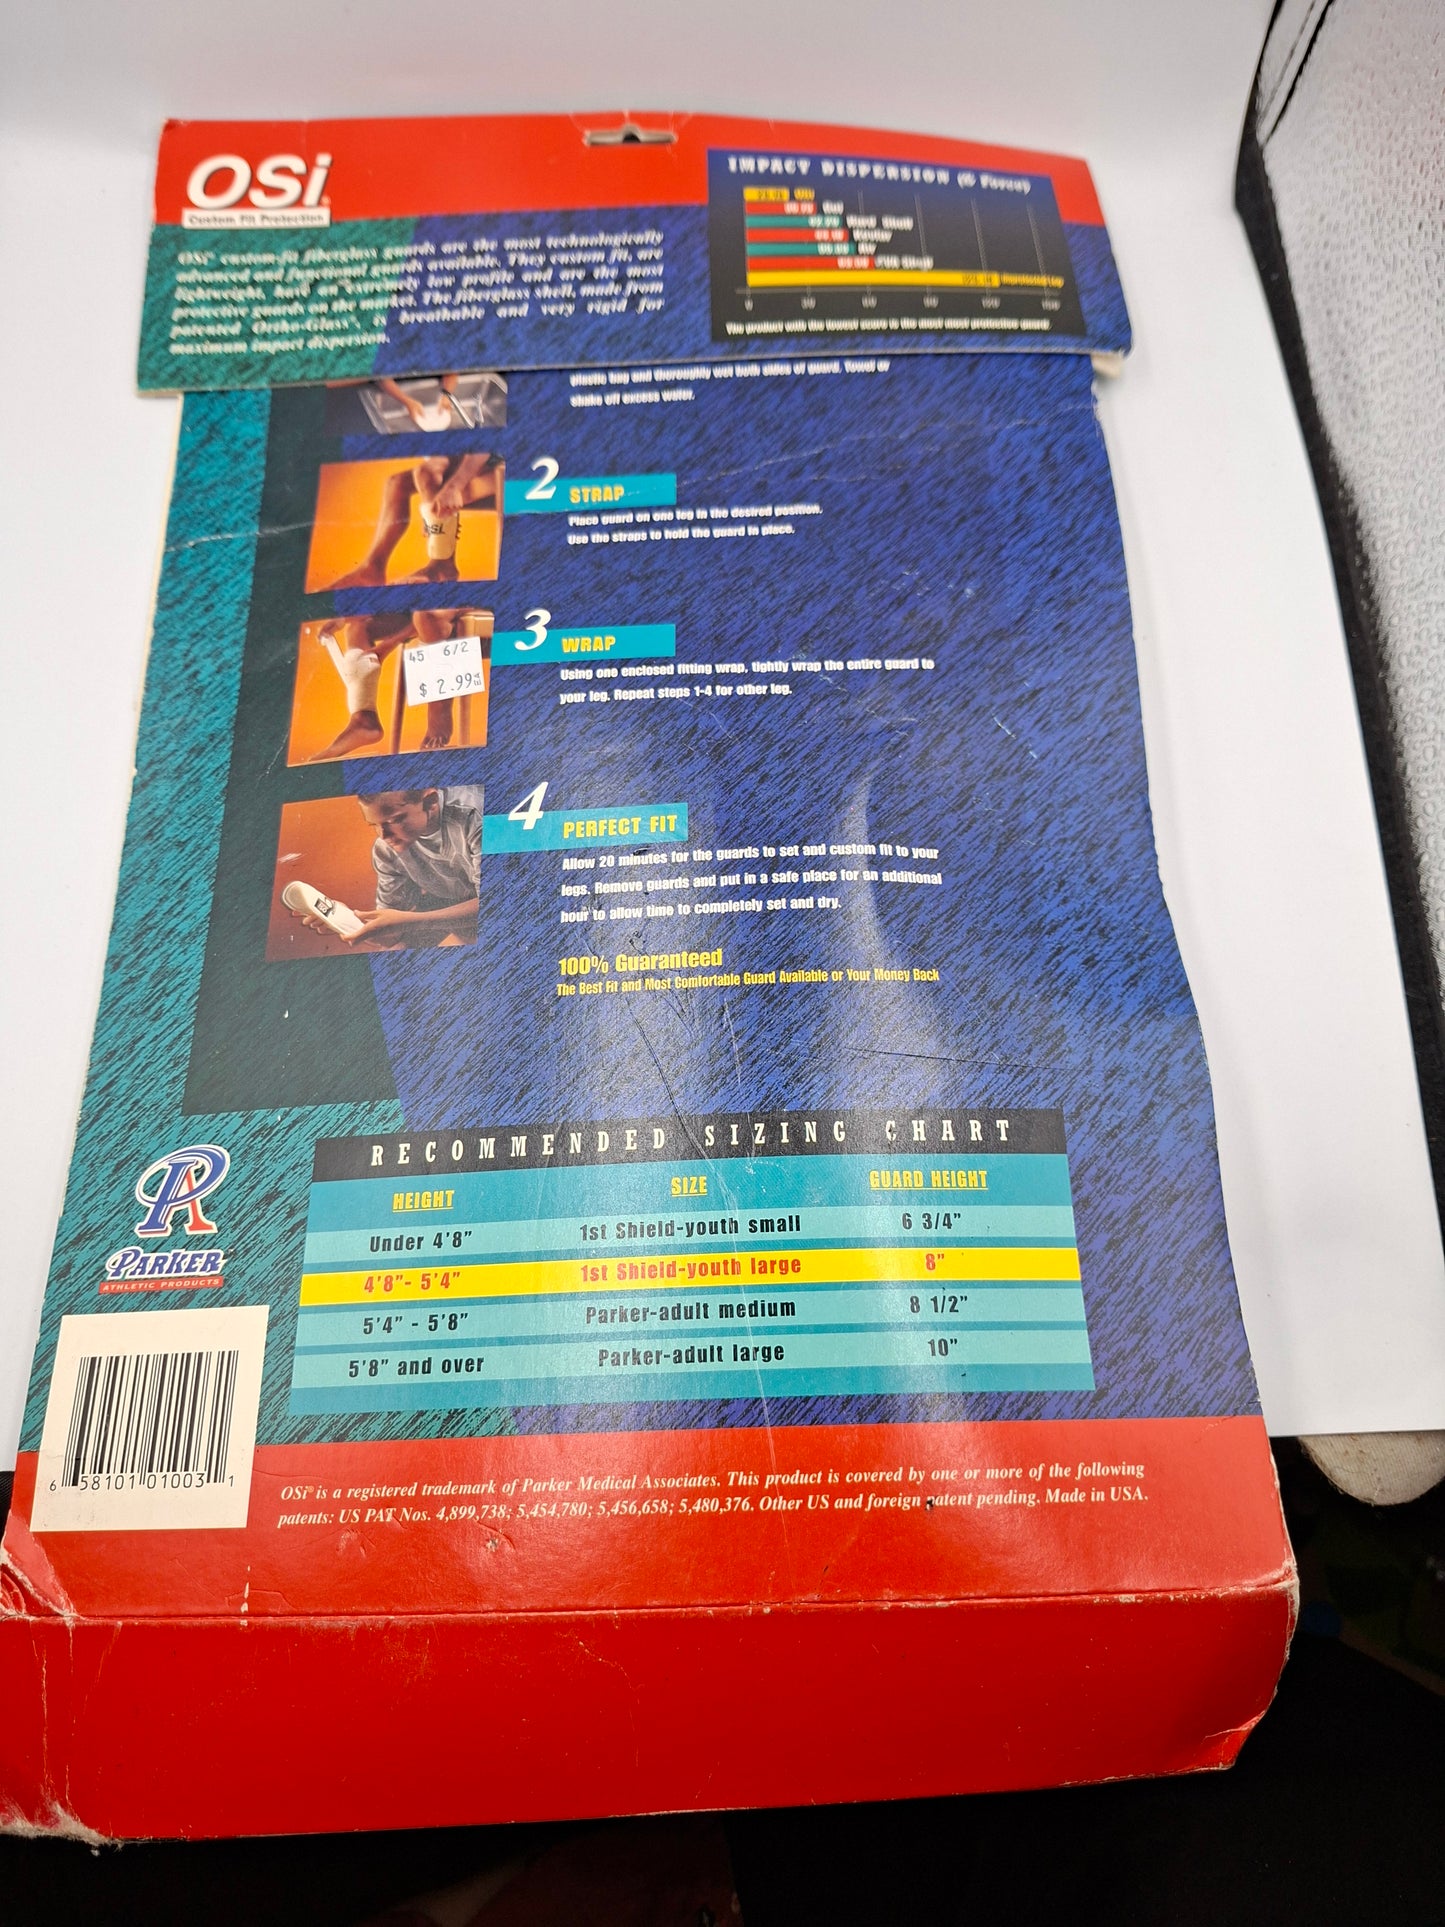 OSi
Custom Fit Protection
OSi® custom-fit fiberglass guards are the most technologically
advanced and functional guards available. They custom fit, are
lightweight, have an extremely low profile and are the most
protective guards on the market. The fiberglass shell, made from
patented Ortho-Glass®, is breathable and very rigid for
maximum impact dispersion.
IMPACT DISPERSION (G Forces)
OSi
Gel
Hard Shell
Kevlar
Air
Unprotected Leg
0
The product with the lowest score is the most protective guard
plastic bag and thoroughly wet both sides of guard. Towel or
shake off excess water.
2 STRAP
Place guard on one leg in the desired position.
Use the straps to hold the guard in place.
45 6/2
$ 2.99 EA
3 WRAP
Using one enclosed fitting wrap, tightly wrap the entire guard to
your leg. Repeat steps 1-4 for other leg.
4 PERFECT FIT
Allow 20 minutes for the guards to set and custom fit to your
legs. Remove guards and put in a safe place for an additional
hour to allow time to completely set and dry.
100% Guaranteed
The Best Fit and Most Comfortable Guard Available or Your Money Back
RECOMMENDED SIZING CHART
HEIGHT SIZE GUARD HEIGHT
Under 4'8" 1st Shield-youth small 6 3/4"
4'8"- 5'4" 1st Shield-youth large 8"
5'4" - 5'8" Parker-adult medium 8 1/2"
5'8" and over Parker-adult large 10"
PA
PARKER
ATHLETIC PRODUCTS
6 58101 01003 1
OSi® is a registered trademark of Parker Medical Associates. This product is covered by one or more of the following
patents: US PAT Nos. 4,899,738; 5,454,780; 5,456,658; 5,480,376. Other US and foreign patent pending. Made in USA.